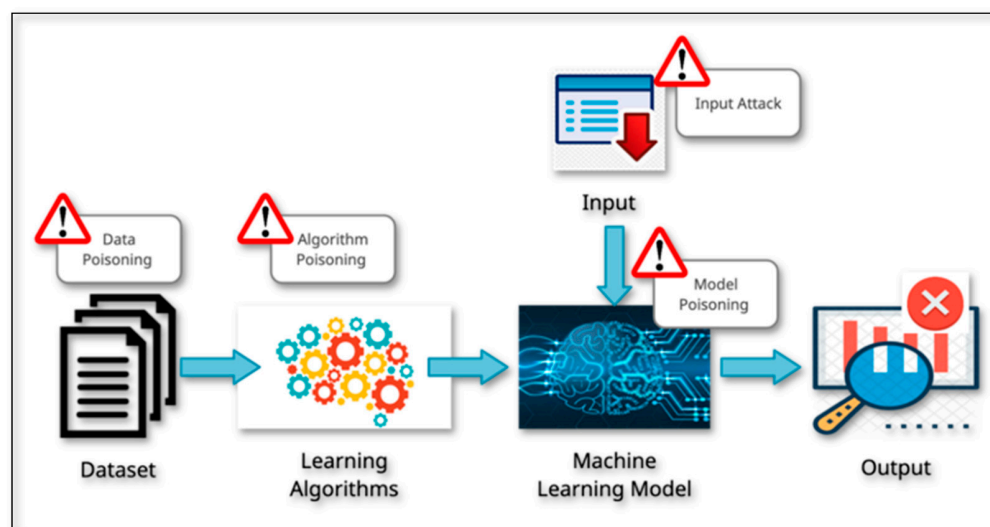 Input Attack
Input
Data
Poisoning
Algorithm
Poisoning
Model
Poisoning
Dataset
Learning
Algorithms
Machine
Learning Model
Output